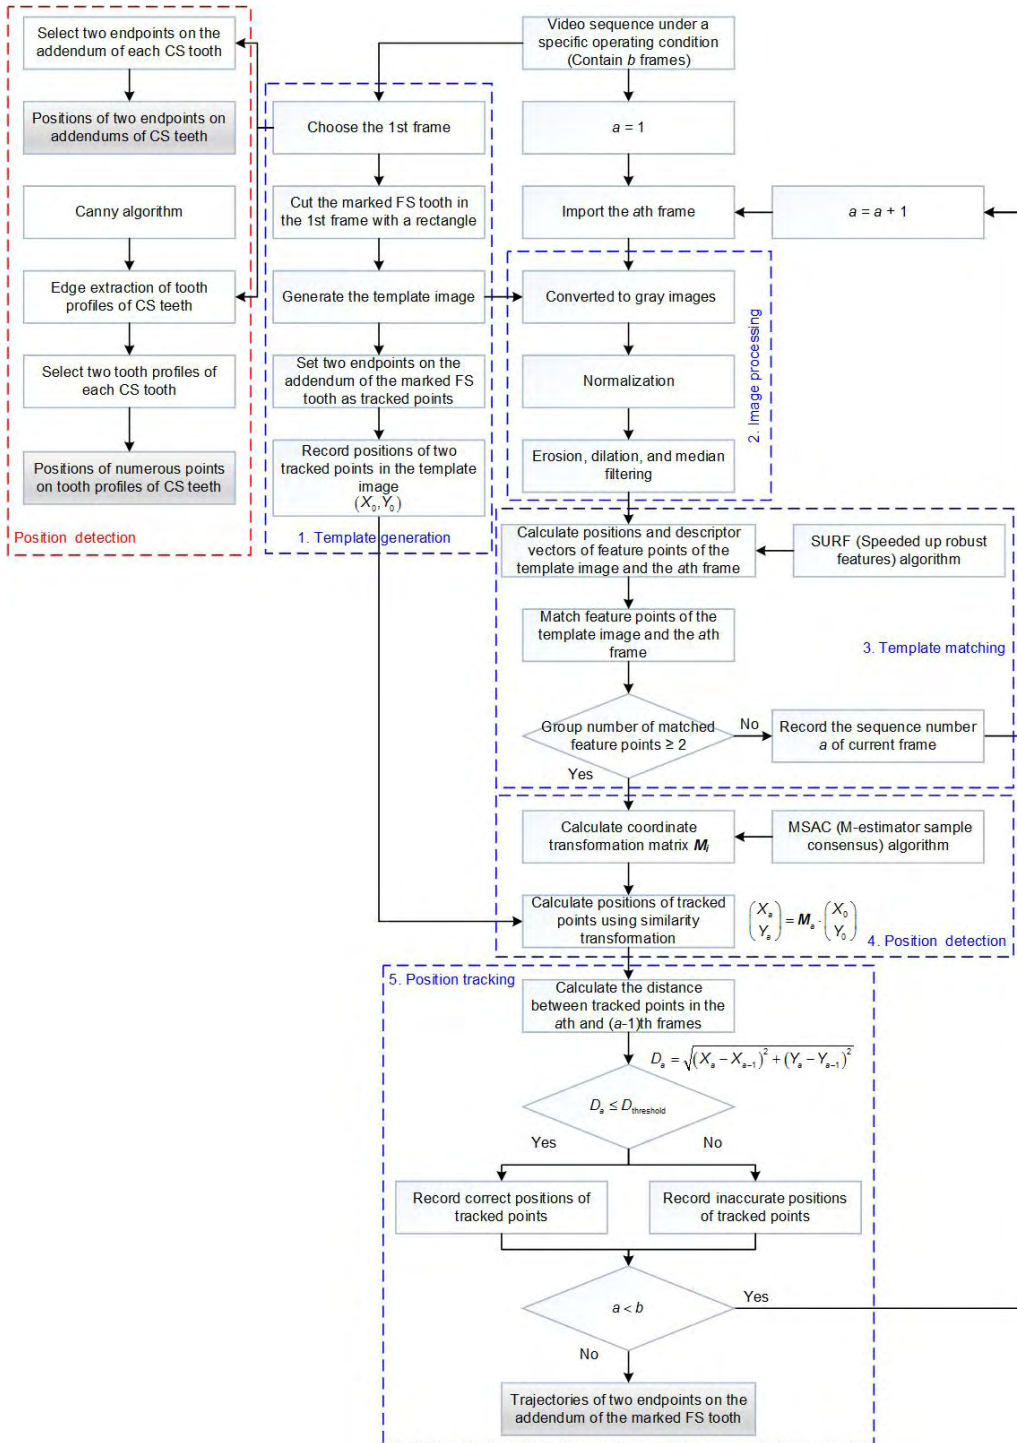 Select two endpoints on the
addendum of each CS tooth
Positions of two endpoints on
addendums of CS teeth
Canny algorithm
Edge extraction of tooth
profiles of CS teeth
Select two tooth profiles of
each CS tooth
Positions of numerous points
on tooth profiles of CS teeth
Position detection
Choose the 1st frame
Cut the marked FS tooth in
the 1st frame with a rectangle
Generate the template image
Set two endpoints on the
addendum of the marked FS
tooth as tracked points
Record positions of two
tracked points in the template
image
(X₀,Y₀)
1. Template generation
Video sequence under a
specific operating condition
(Contain b frames)
a = 1
Import the ath frame
a = a + 1
Converted to gray images
Normalization
Erosion, dilation, and median
filtering
2. Image processing
Calculate positions and descriptor
vectors of feature points of the
template image and the ath frame
SURF (Speeded up robust
features) algorithm
Match feature points of the
template image and the ath
frame
3. Template matching
Group number of matched
feature points ≥ 2
No
Record the sequence number
a of current frame
Yes
Calculate coordinate
transformation matrix Mᵢ
MSAC (M-estimator sample
consensus) algorithm
Calculate positions of tracked
points using similarity
transformation
(Xₐ Yₐ) = Mₐ · (X₀ Y₀)
4. Position detection
5. Position tracking
Calculate the distance
between tracked points in the
ath and (a-1)th frames
Dₐ = √((Xₐ − Xₐ₋₁)² + (Yₐ − Yₐ₋₁)²)
Dₐ ≤ D_threshold
Yes
No
Record correct positions of
tracked points
Record inaccurate positions
of tracked points
a < b
Yes
No
Trajectories of two endpoints on the
addendum of the marked FS tooth